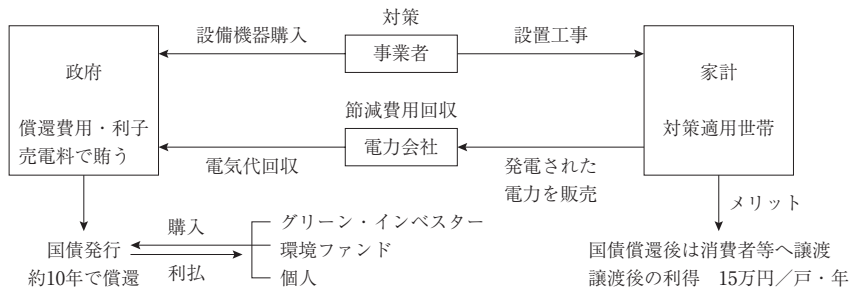 対策
設備機器購入
事業者
設置工事
政府
償還費用・利子
売電料で賄う
家計
対策適用世帯
節減費用回収
電力会社
電気代回収
発電された
電力を販売
メリット
国債発行
約10年で償還
購入
利払
グリーン・インベスター
環境ファンド
個人
国債償還後は消費者等へ譲渡
譲渡後の利得　15万円／戸・年